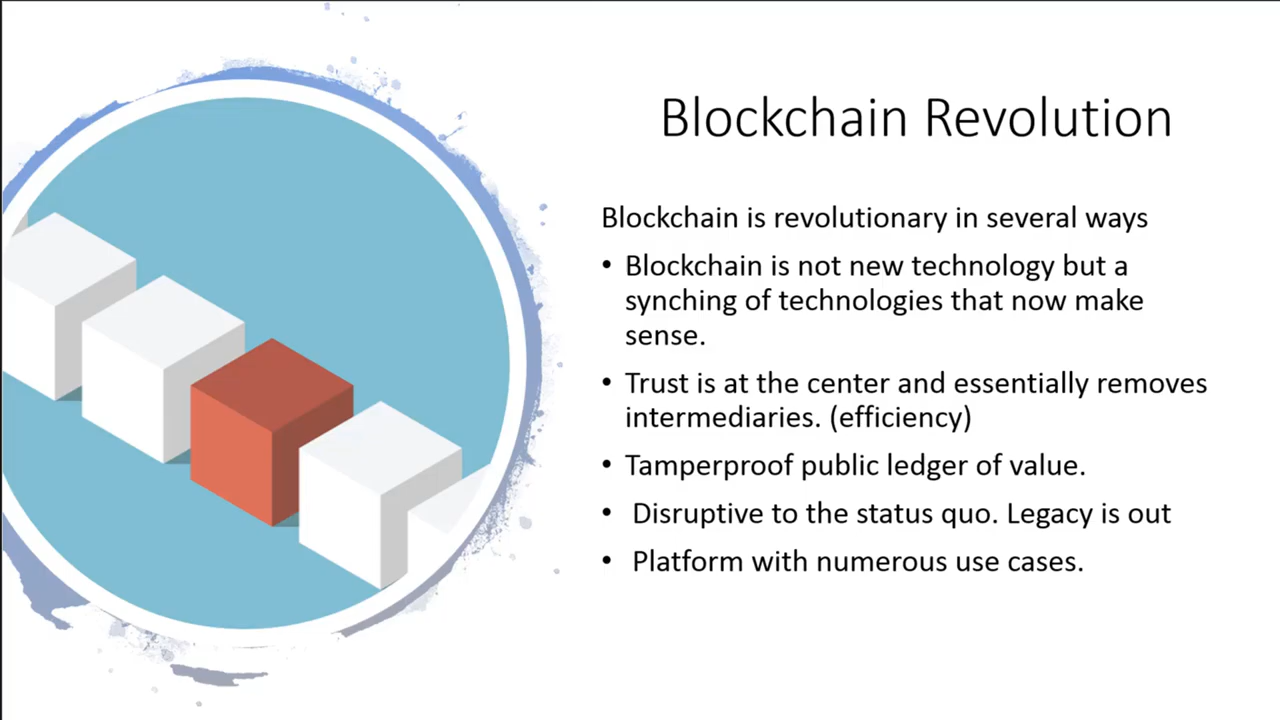 Blockchain Revolution
Blockchain is revolutionary in several ways
• Blockchain is not new technology but a
synching of technologies that now make
sense.
• Trust is at the center and essentially removes
intermediaries. (efficiency)
• Tamperproof public ledger of value.
• Disruptive to the status quo. Legacy is out
• Platform with numerous use cases.